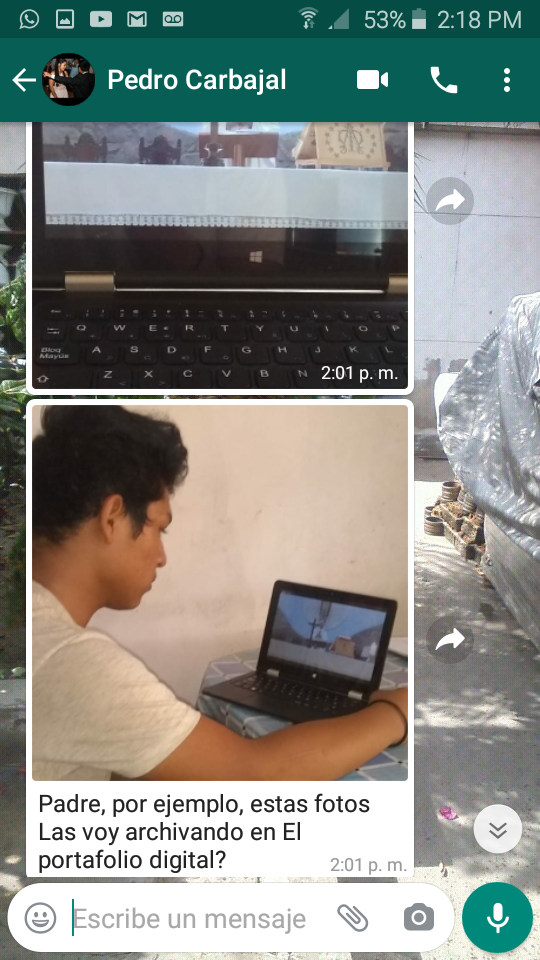 53% 2:18 PM
Pedro Carbajal
Q W E R T Y U I O P
Bloq
Mayús A S D F G H J K L
Z X C V B N
2:01 p. m.
Padre, por ejemplo, estas fotos
Las voy archivando en El
portafolio digital?
2:01 p. m.
Escribe un mensaje